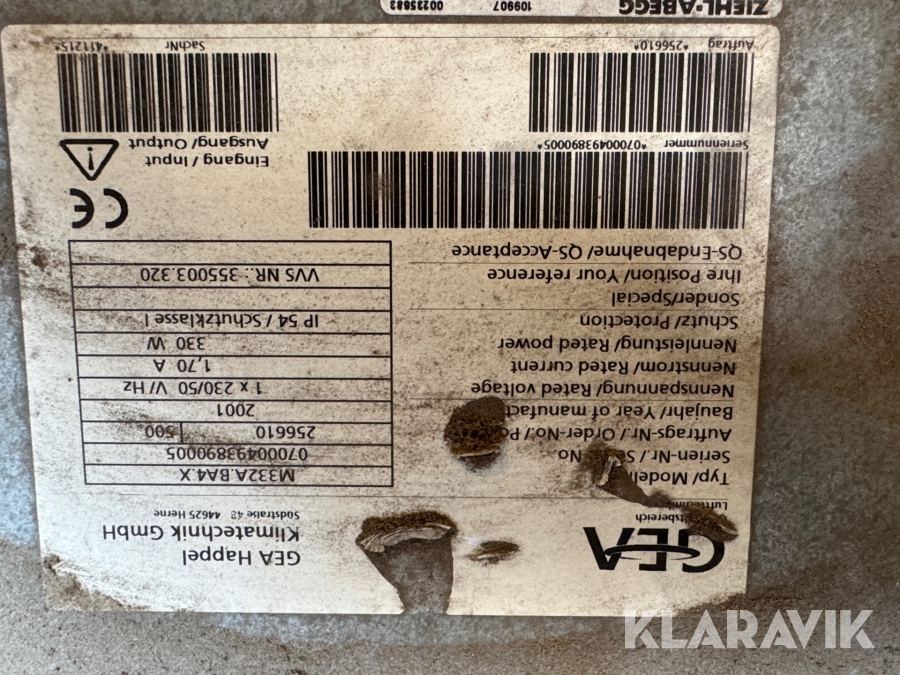 GEA
GEA Happel
Klimatechnik GmbH
Südstraße 48 44625 Herne
Typ/ Model M332A.BA4.X
Serien-Nr./ 07000493890005
Auftrags-Nr./ Order-No./ 256610 500
Baujahr/ Year of manufact 2001
Nennspannung/ Rated voltage 1 x 230/50 V/ Hz
Nennstrom/ Rated current 1,70 A
Nennleistung/ Rated power 330 W
Schutz/ Protection IP 54 / Schutzklasse I
Sonder/Special
Ihre Position/ Your reference VVS NR.: 355003.320
QS-Endabnahme/ QS-Acceptance
CE
Seriennummer *07000493890005*
Eingang / Input
Ausgang/ Output
Auftrag *256610*
SachNr *411215*
ZIEHL-ABEGG 109907 00225683
KLARAVIK